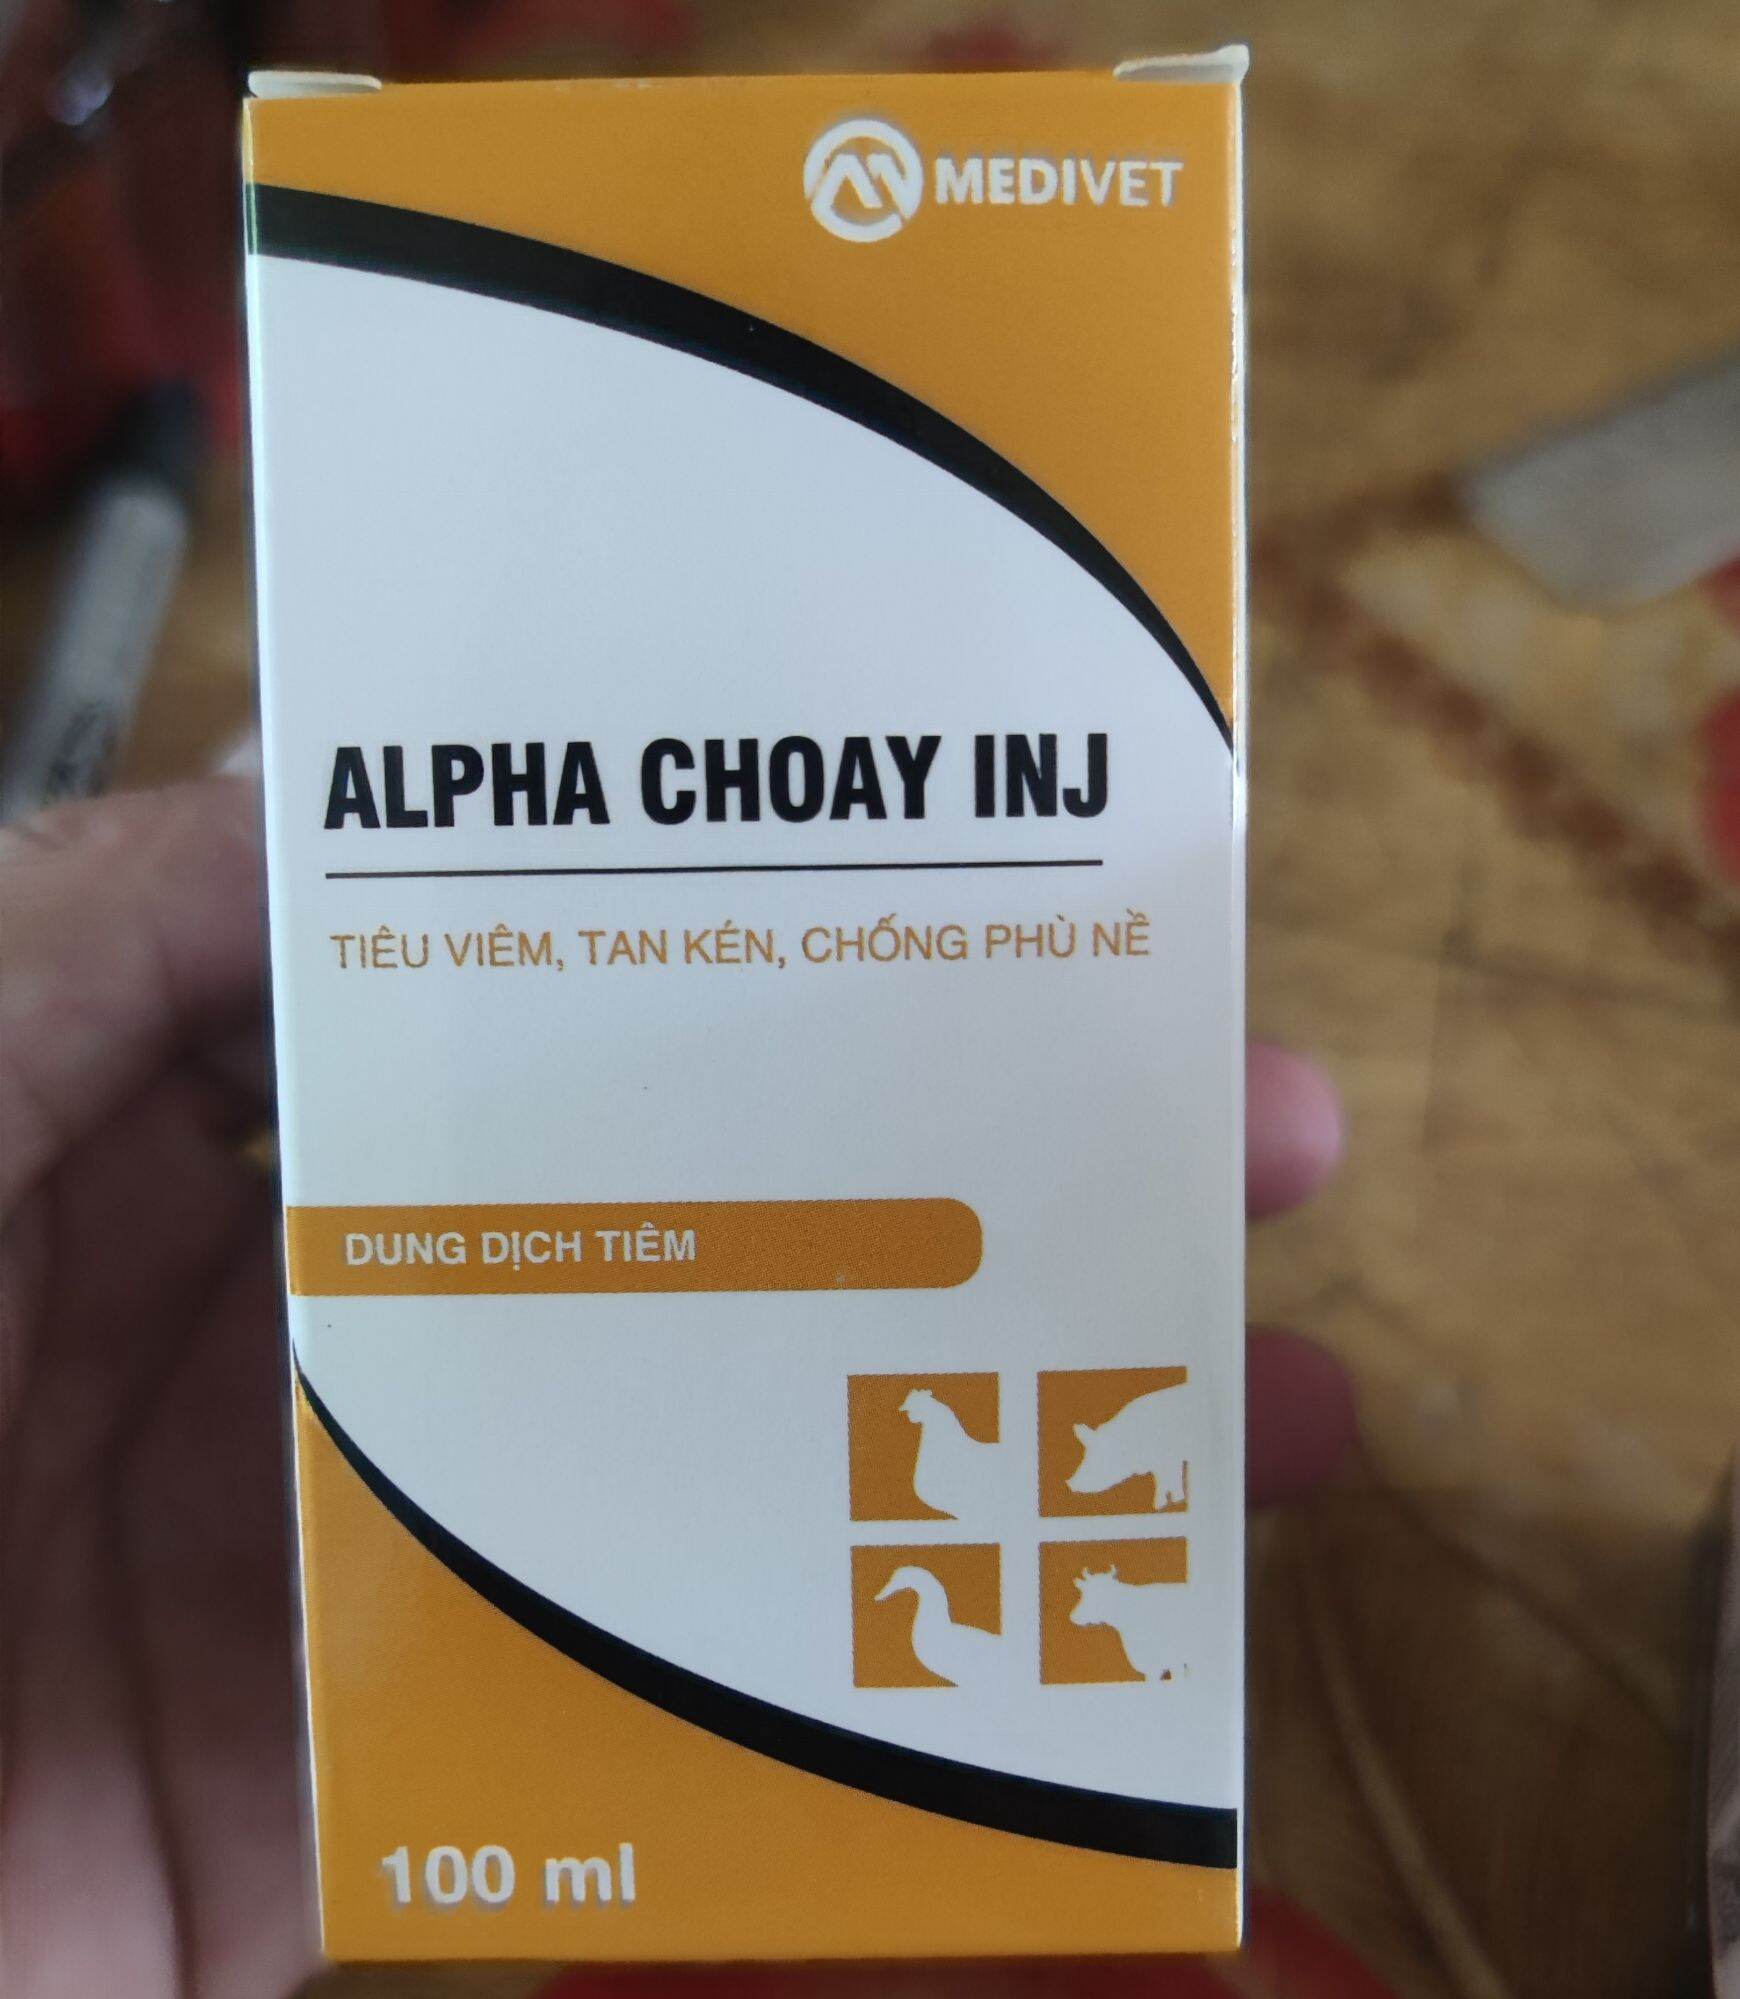 MEDIVET
ALPHA CHOAY INJ
TIÊU VIÊM, TAN KÉN, CHỐNG PHÙ NỀ
DUNG DỊCH TIÊM
100 ml